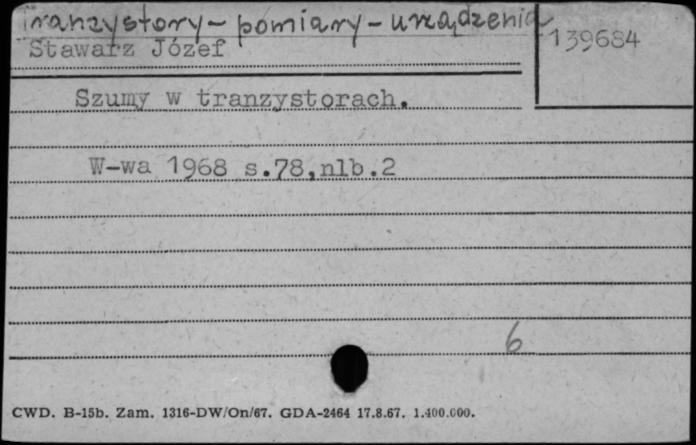 tranzystory - pomiary - urządzenia
139684
Stawarz Józef
Szumy w tranzystorach.
W-wa 1968 s.78,nlb.2
6
CWD. B-15b. Zam. 1316-DW/On/67. GDA-2464 17.8.67. 1.400.000.